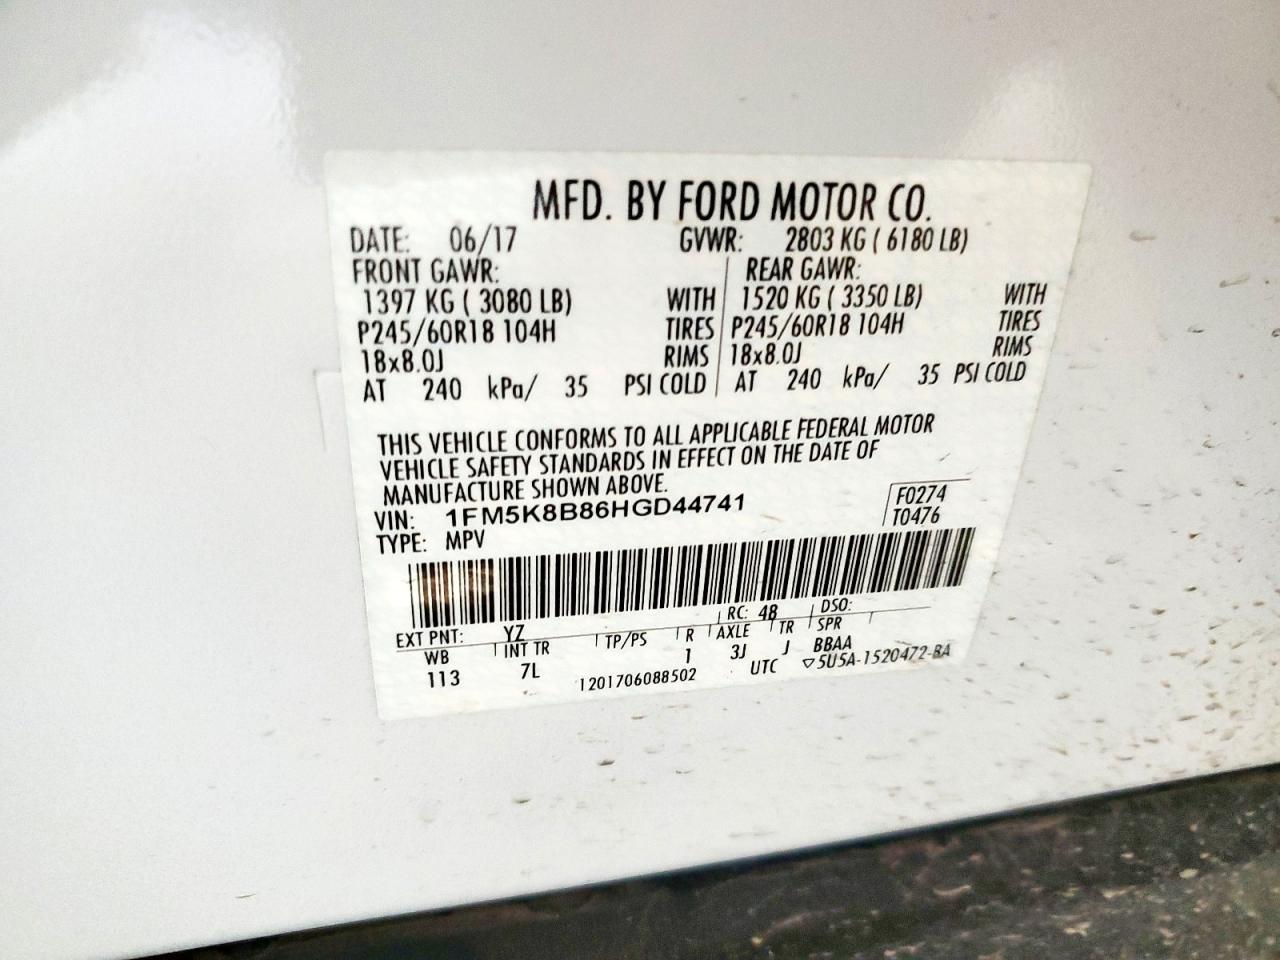 MFD. BY FORD MOTOR CO.
DATE: 06/17 GVWR: 2803 KG ( 6180 LB)
FRONT GAWR: REAR GAWR:
1397 KG ( 3080 LB) WITH 1520 KG ( 3350 LB) WITH
P245/60R18 104H TIRES P245/60R18 104H TIRES
18x8.0J RIMS 18x8.0J RIMS
AT 240 kPa/ 35 PSI COLD AT 240 kPa/ 35 PSI COLD
THIS VEHICLE CONFORMS TO ALL APPLICABLE FEDERAL MOTOR
VEHICLE SAFETY STANDARDS IN EFFECT ON THE DATE OF
MANUFACTURE SHOWN ABOVE.
VIN: 1FM5K8B86HGD44741 F0274
TYPE: MPV T0476
EXT PNT: YZ RC: 48 DSO:
WB INT TR TP/PS R AXLE TR SPR
113 7L 1 3J J BBAA
1201706088502 UTC ▽5U5A-1520472-BA